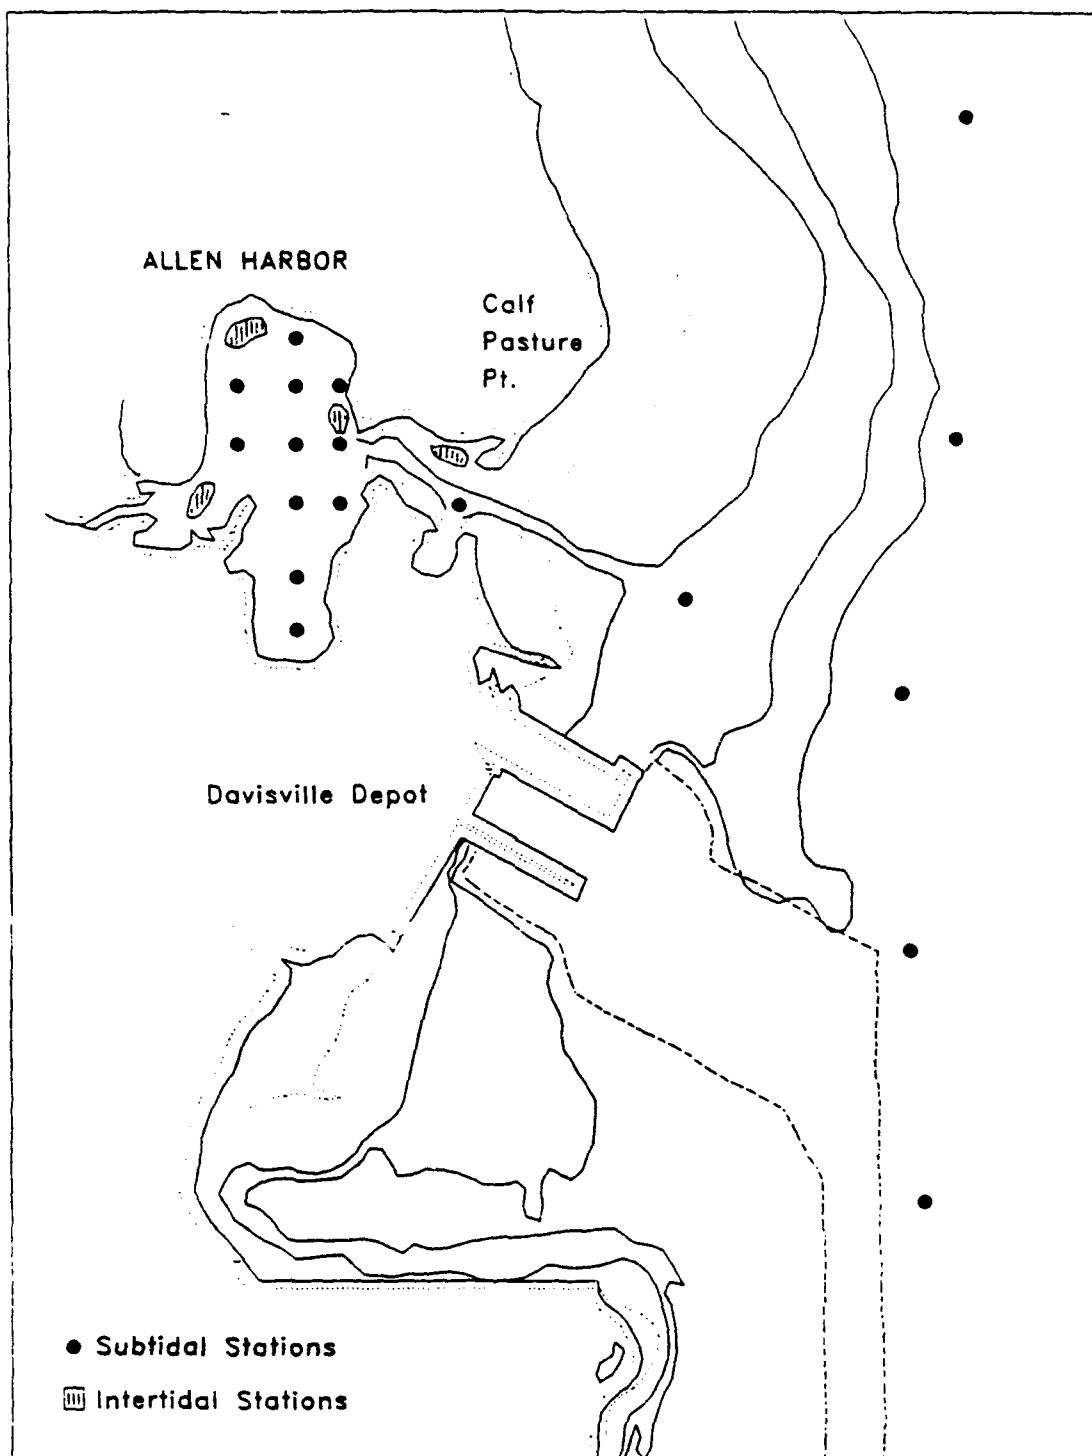 ALLEN HARBOR
Calf
Pasture
Pt.
Davisville Depot
Subtidal Stations
Intertidal Stations